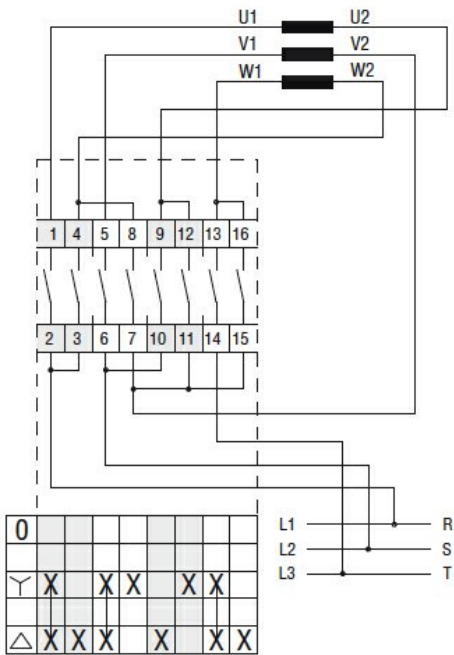 U1 U2
V1 V2
W1 W2
1 4 5 8 9 12 13 16
2 3 6 7 10 11 14 15
L1 R
L2 S
L3 T
0
Y X X X X X
△ X X X X X X